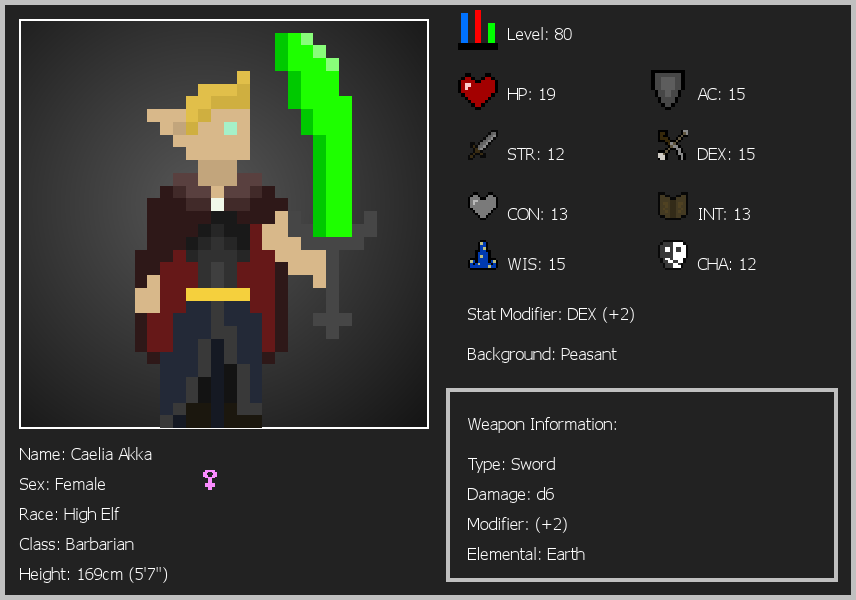 Level: 80
HP: 19
AC: 15
STR: 12
DEX: 15
CON: 13
INT: 13
WIS: 15
CHA: 12
Stat Modifier: DEX (+2)
Background: Peasant
Weapon Information:
Type: Sword
Damage: d6
Modifier: (+2)
Elemental: Earth
Name: Caelia Akka
Sex: Female
Race: High Elf
Class: Barbarian
Height: 169cm (5'7")